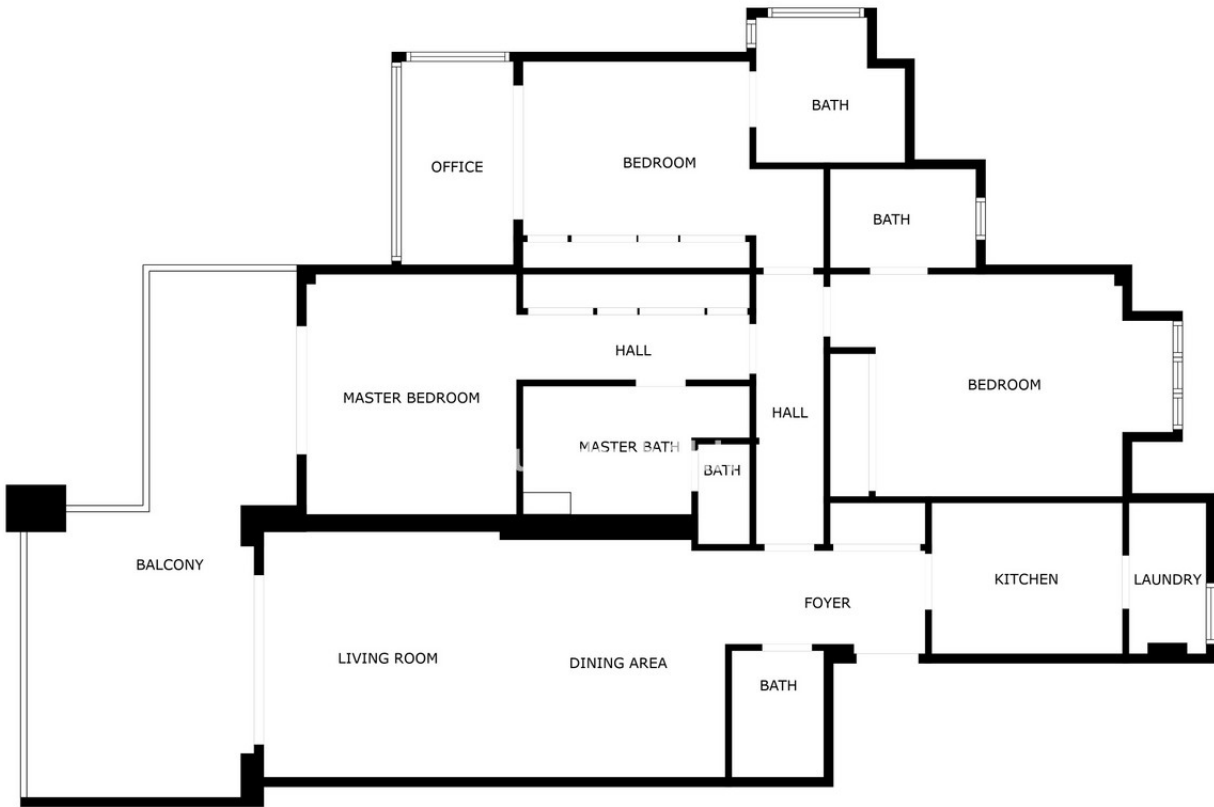 BATH
OFFICE
BEDROOM
BATH
HALL
MASTER BEDROOM
HALL
BEDROOM
MASTER BATH
BATH
BALCONY
FOYER
KITCHEN
LAUNDRY
LIVING ROOM
DINING AREA
BATH